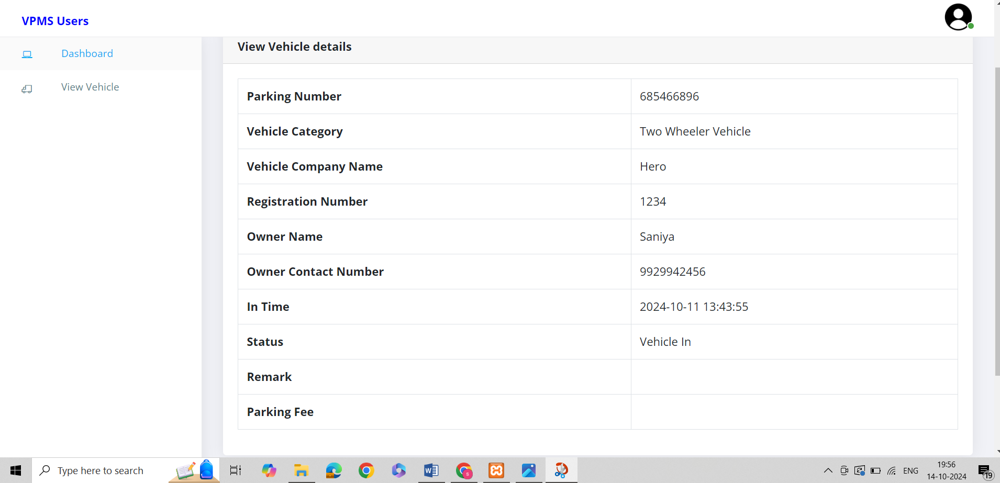 VPMS Users
Dashboard
View Vehicle
View Vehicle details
Parking Number 685466896
Vehicle Category Two Wheeler Vehicle
Vehicle Company Name Hero
Registration Number 1234
Owner Name Saniya
Owner Contact Number 9929942456
In Time 2024-10-11 13:43:55
Status Vehicle In
Remark
Parking Fee
Type here to search
ENG
19:56
14-10-2024
19